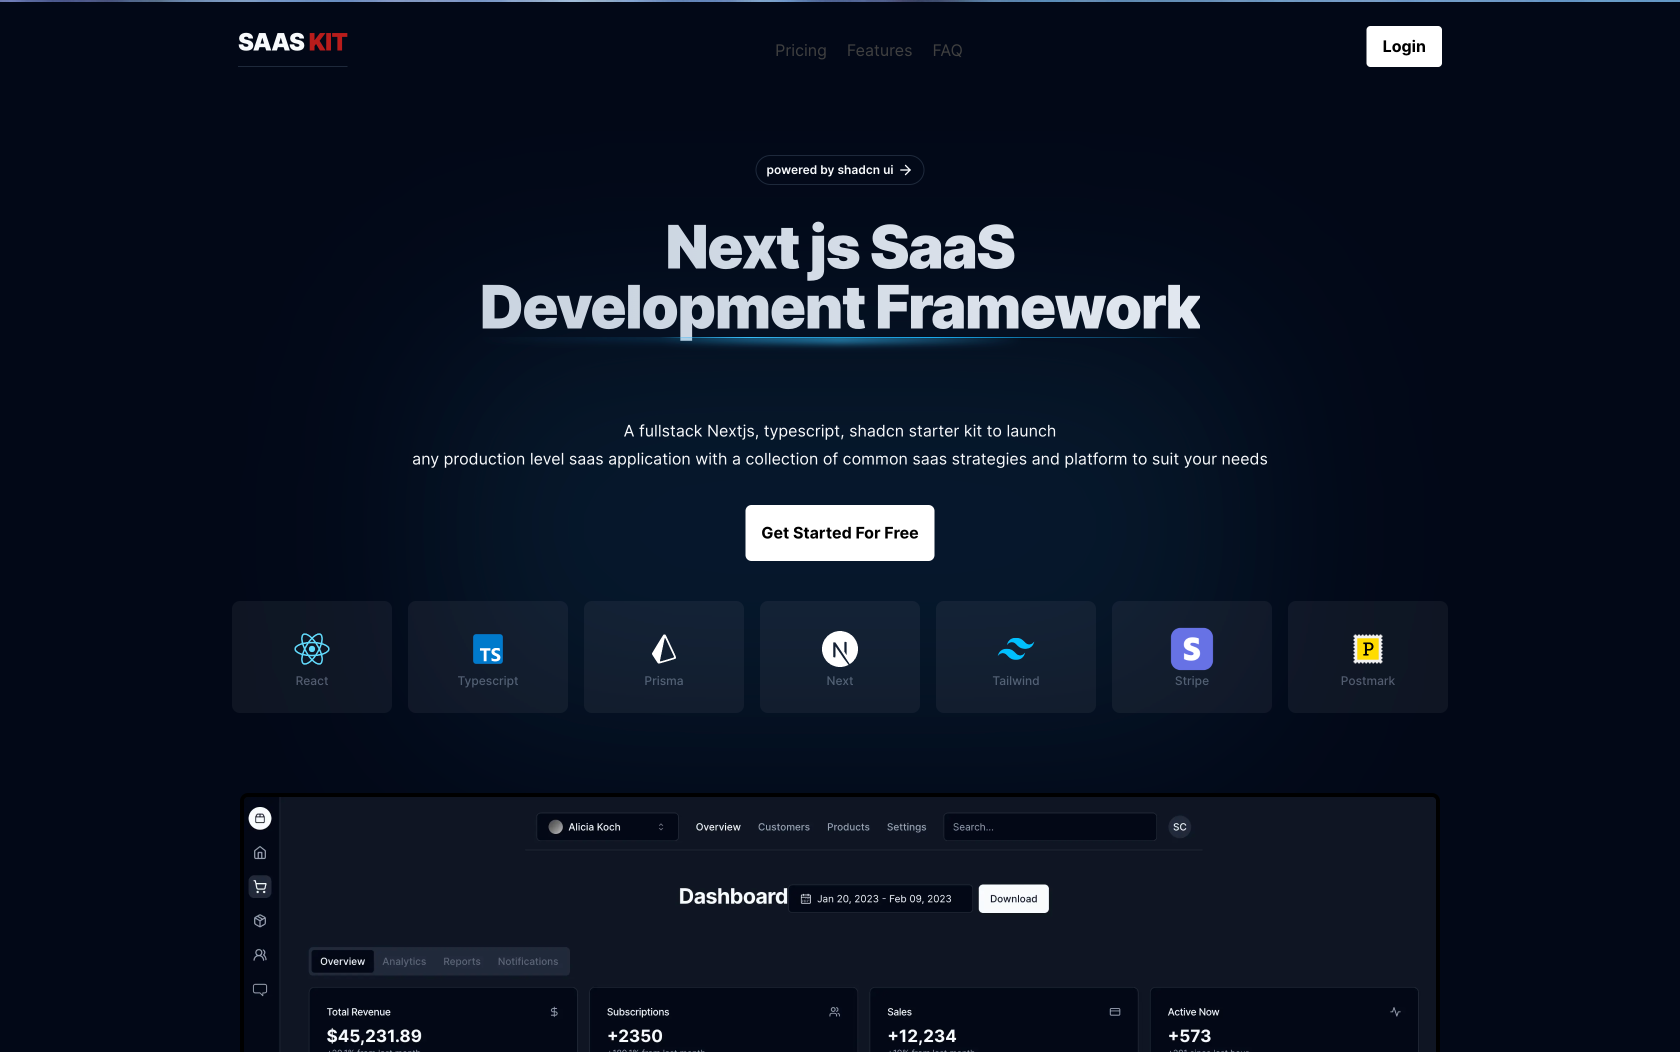 SAAS KIT
Pricing Features FAQ
Login
powered by shadcn ui
Next js SaaS
Development Framework
A fullstack Nextjs, typescript, shadcn starter kit to launch
any production level saas application with a collection of common saas strategies and platform to suit your needs
Get Started For Free
React
TS
Typescript
Prisma
N
Next
Tailwind
S
Stripe
P
Postmark
Alicia Koch
Overview Customers Products Settings
Search...
SC
Dashboard
Jan 20, 2023 - Feb 09, 2023
Download
Overview Analytics Reports Notifications
Total Revenue
$45,231.89
Subscriptions
+2350
Sales
+12,234
Active Now
+573